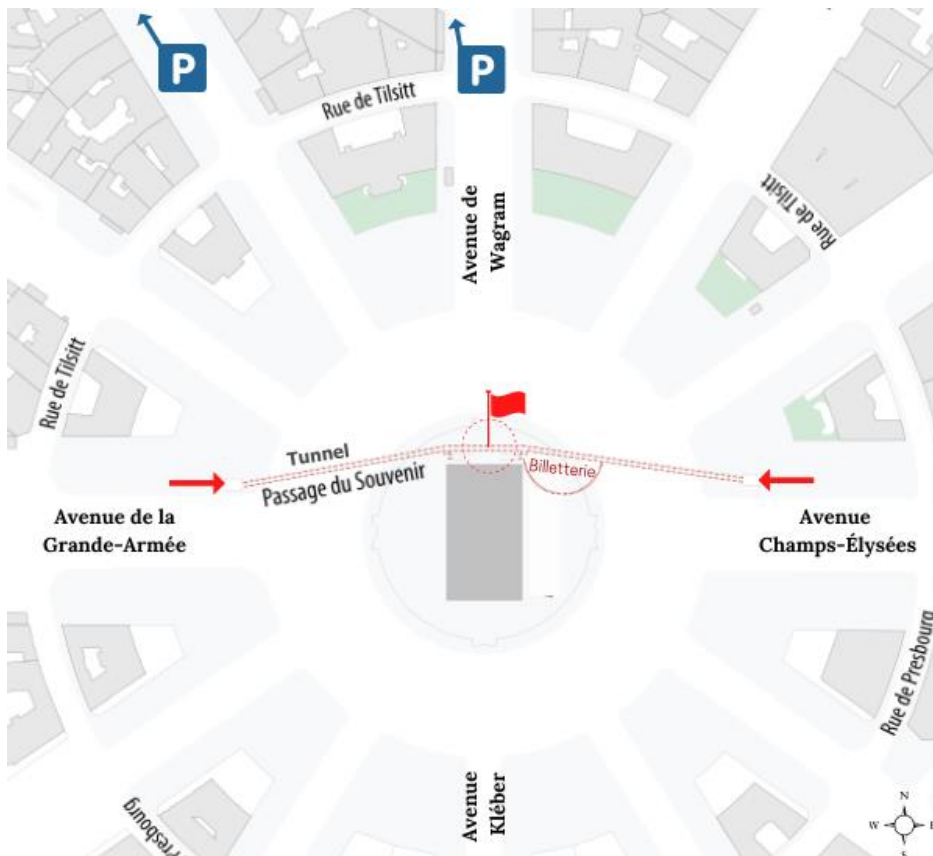 P
P
Rue de Tilsitt
Avenue de
Wagram
Rue de Tilsitt
Rue de Tilsitt
Tunnel
Passage du Souvenir
Billetterie
Avenue de la
Grande-Armée
Avenue
Champs-Élysées
Rue de Presbourg
Avenue
Kléber
Presbourg
N
W
E
S